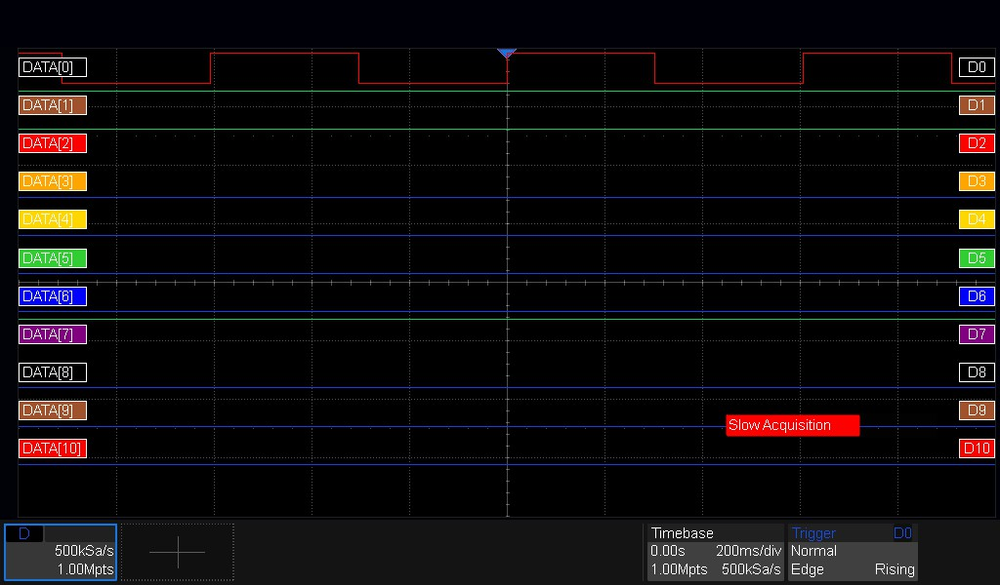 DATA[0] D0
DATA[1] D1
DATA[2] D2
DATA[3] D3
DATA[4] D4
DATA[5] D5
DATA[6] D6
DATA[7] D7
DATA[8] D8
DATA[9] D9
Slow Acquisition
DATA[10] D10
D
500kSa/s
1.00Mpts
Timebase
0.00s 200ms/div
1.00Mpts 500kSa/s
Trigger D0
Normal
Edge Rising